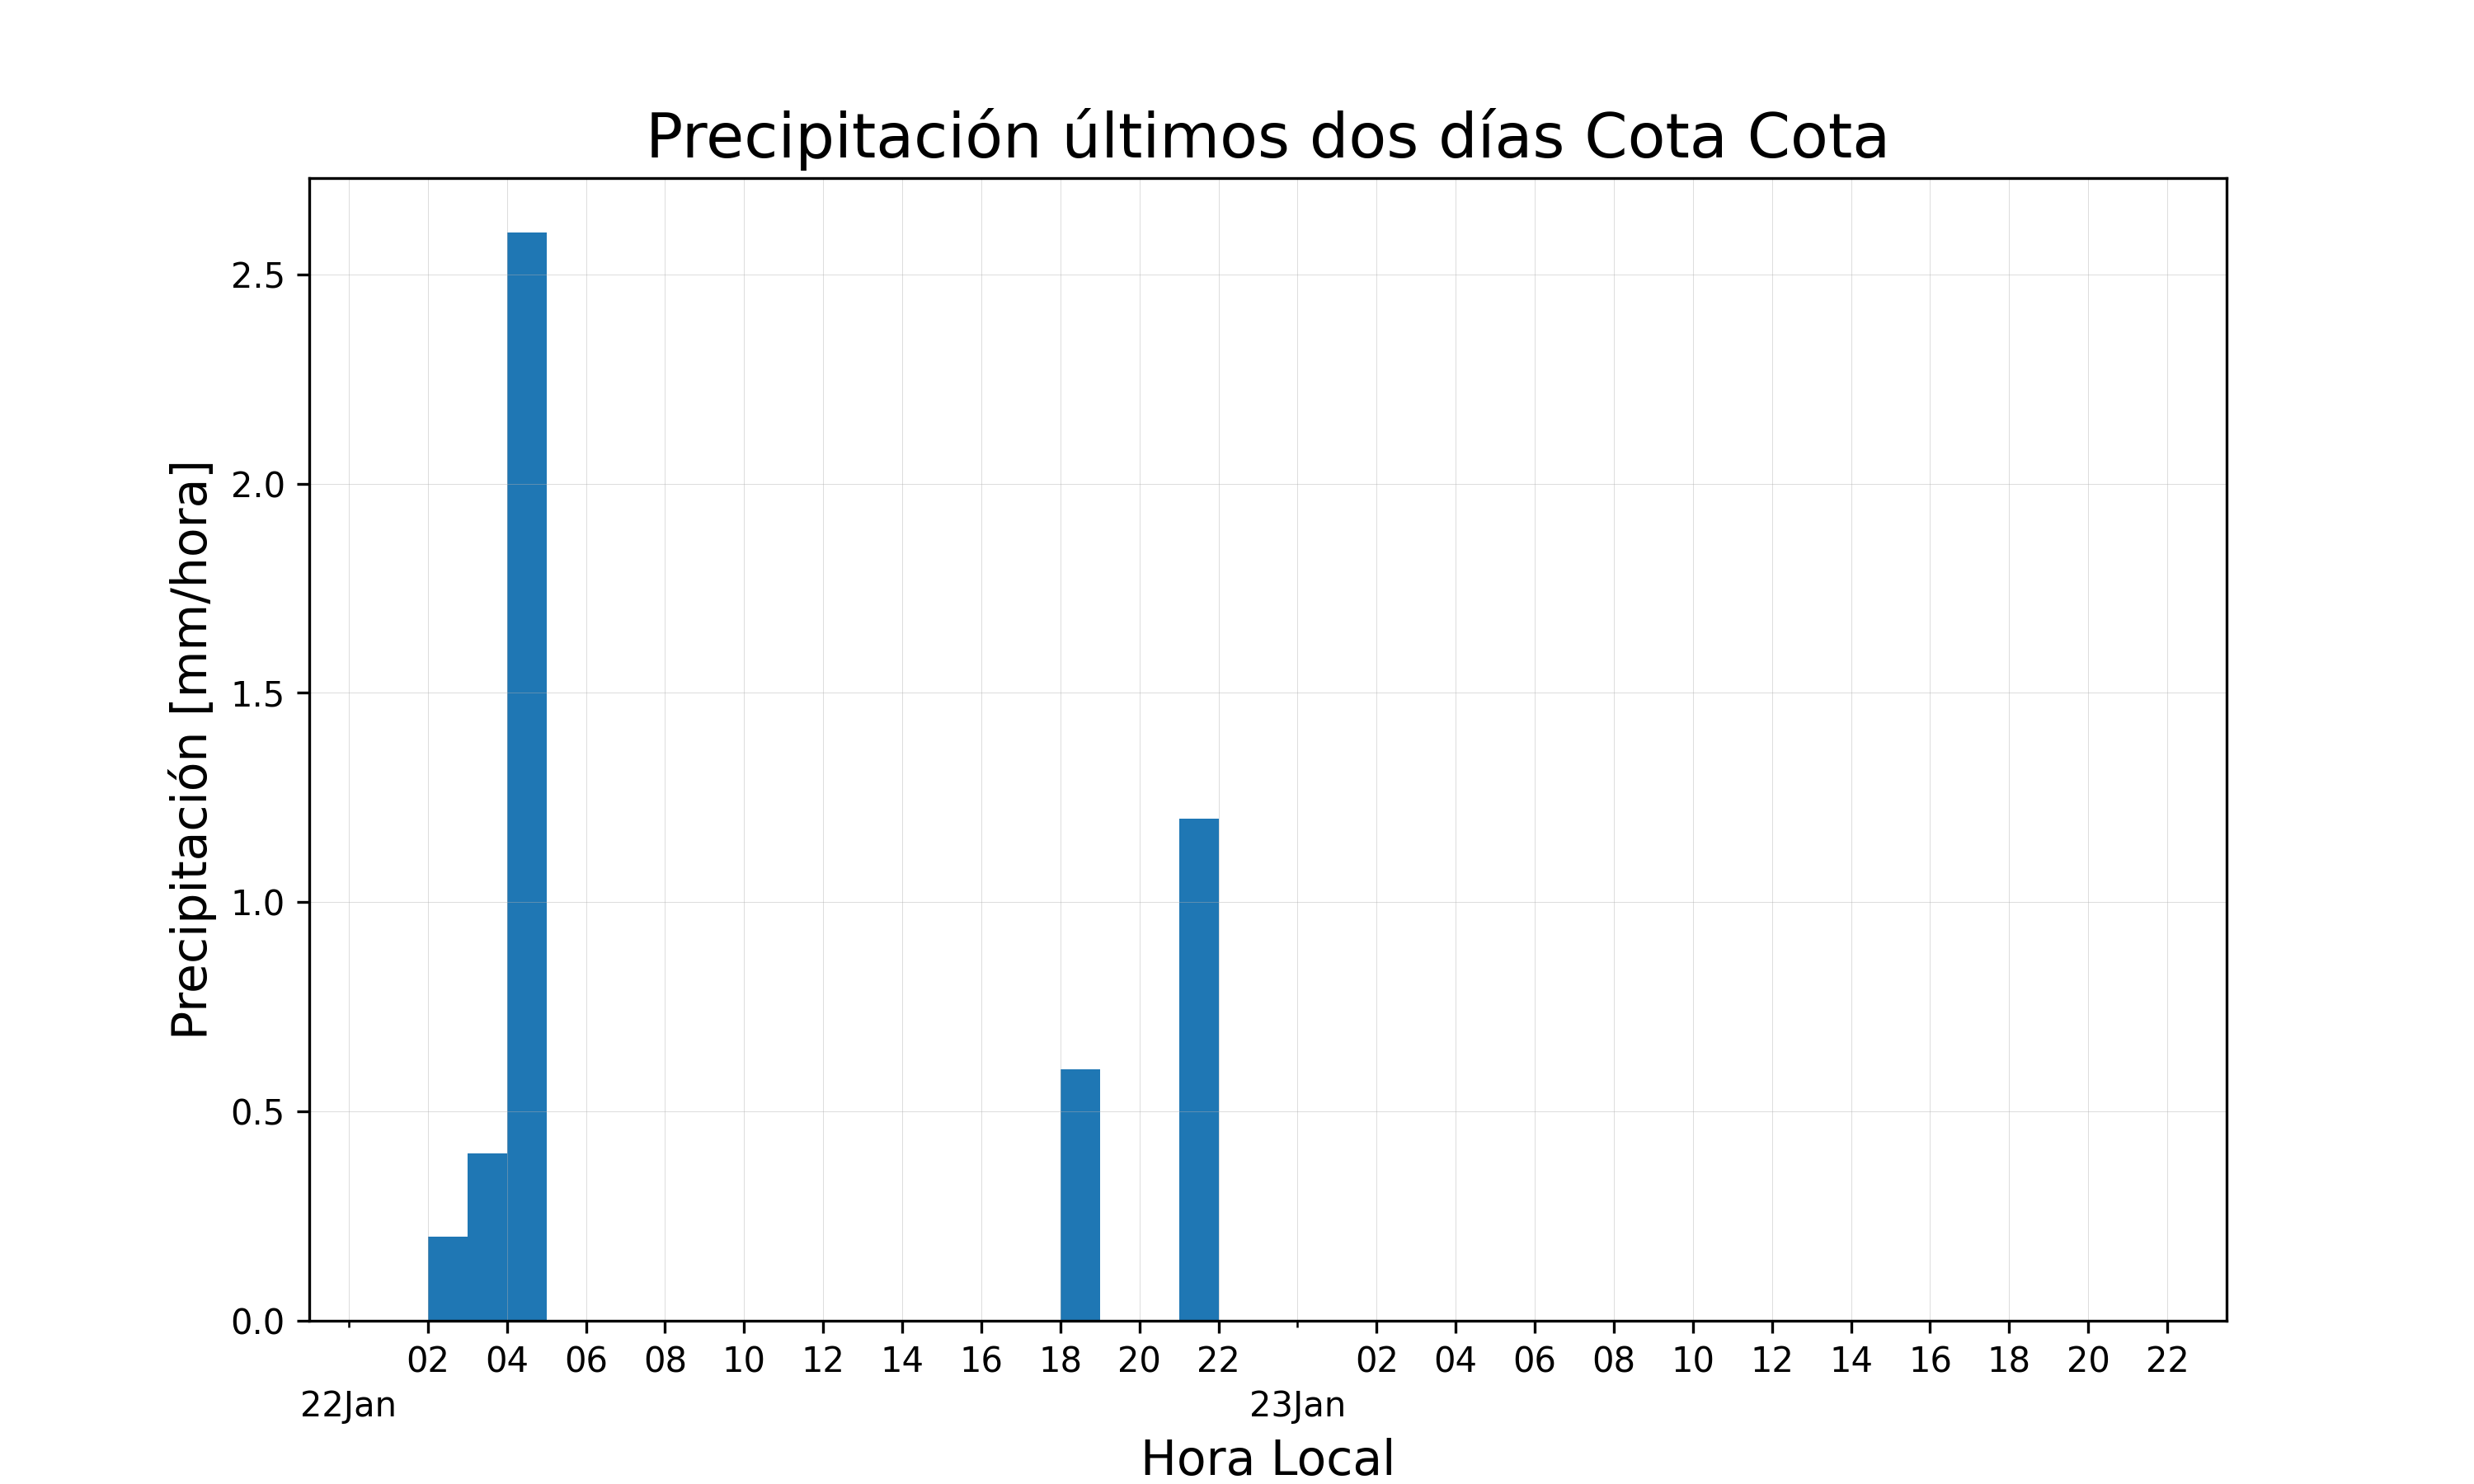 Precipitación últimos dos días Cota Cota
Precipitación [mm/hora]
2.5
2.0
1.5
1.0
0.5
0.0
02 04 06 08 10 12 14 16 18 20 22 02 04 06 08 10 12 14 16 18 20 22
22Jan 23Jan
Hora Local